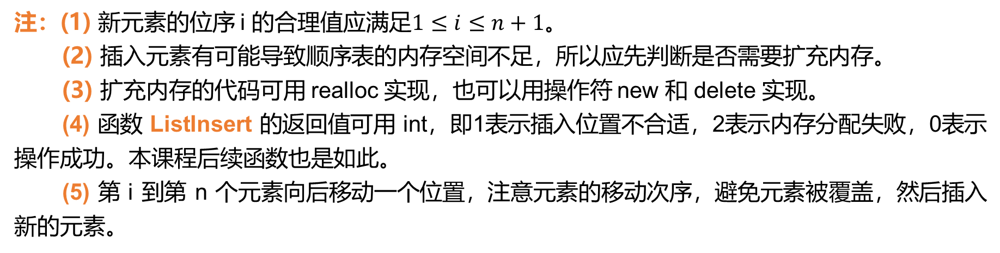 注：(1) 新元素的位序 i 的合理值应满足1 ≤ i ≤ n + 1。
(2) 插入元素有可能导致顺序表的内存空间不足，所以应先判断是否需要扩充内存。
(3) 扩充内存的代码可用 realloc 实现，也可以用操作符 new 和 delete 实现。
(4) 函数 ListInsert 的返回值可用 int，即1表示插入位置不合适，2表示内存分配失败，0表示
操作成功。本课程后续函数也是如此。
(5) 第 i 到第 n 个元素向后移动一个位置，注意元素的移动次序，避免元素被覆盖，然后插入
新的元素。